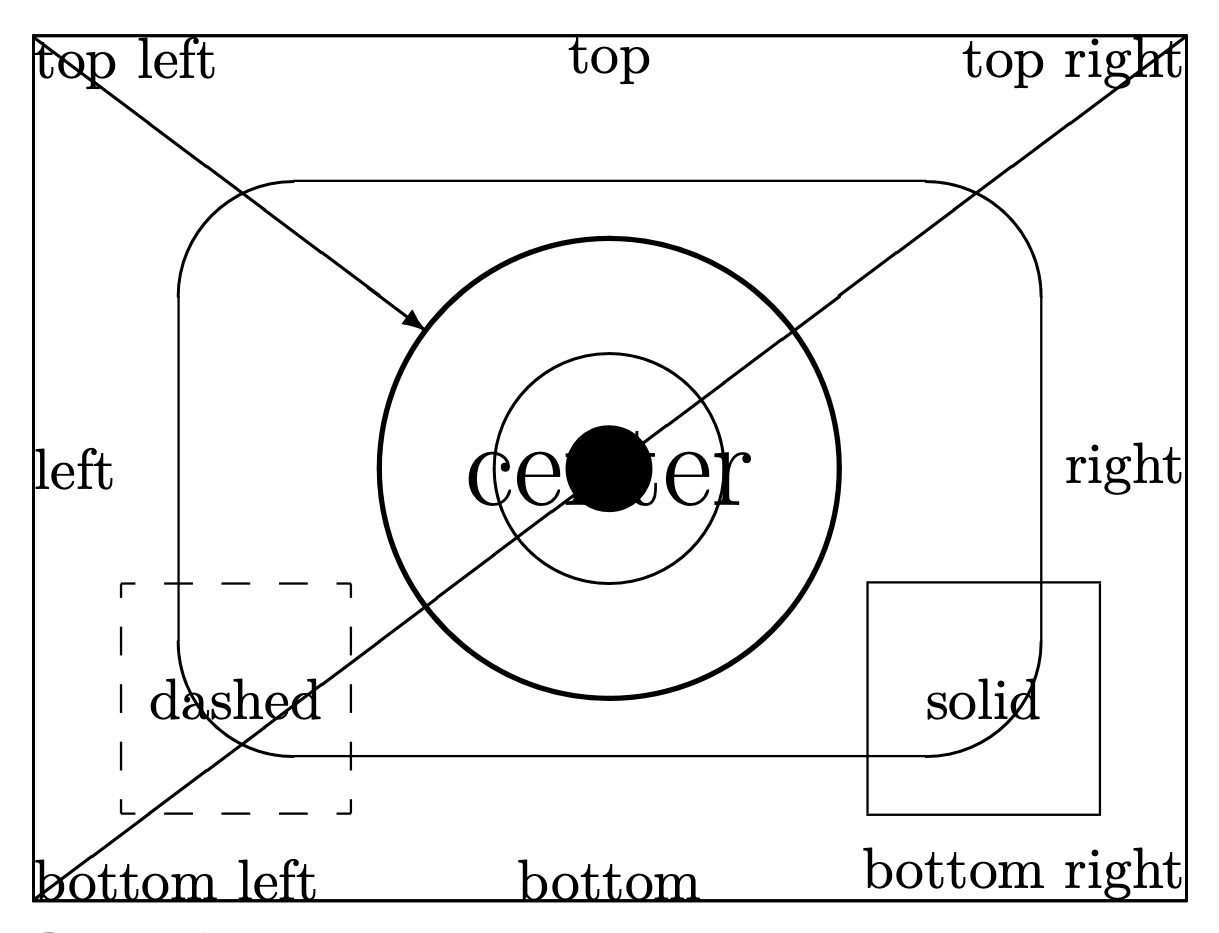 top left
top
top right
left
center
right
dashed
solid
bottom left
bottom
bottom right